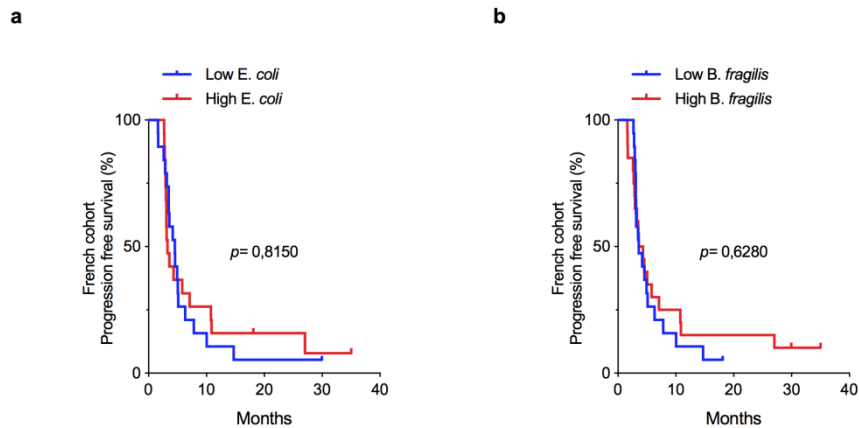 a
Low E. coli
High E. coli
French cohort
Progression free survival (%)
100
50
0
p= 0,8150
0 10 20 30 40
Months
b
Low B. fragilis
High B. fragilis
French cohort
Progression free survival (%)
100
50
0
p= 0,6280
0 10 20 30 40
Months